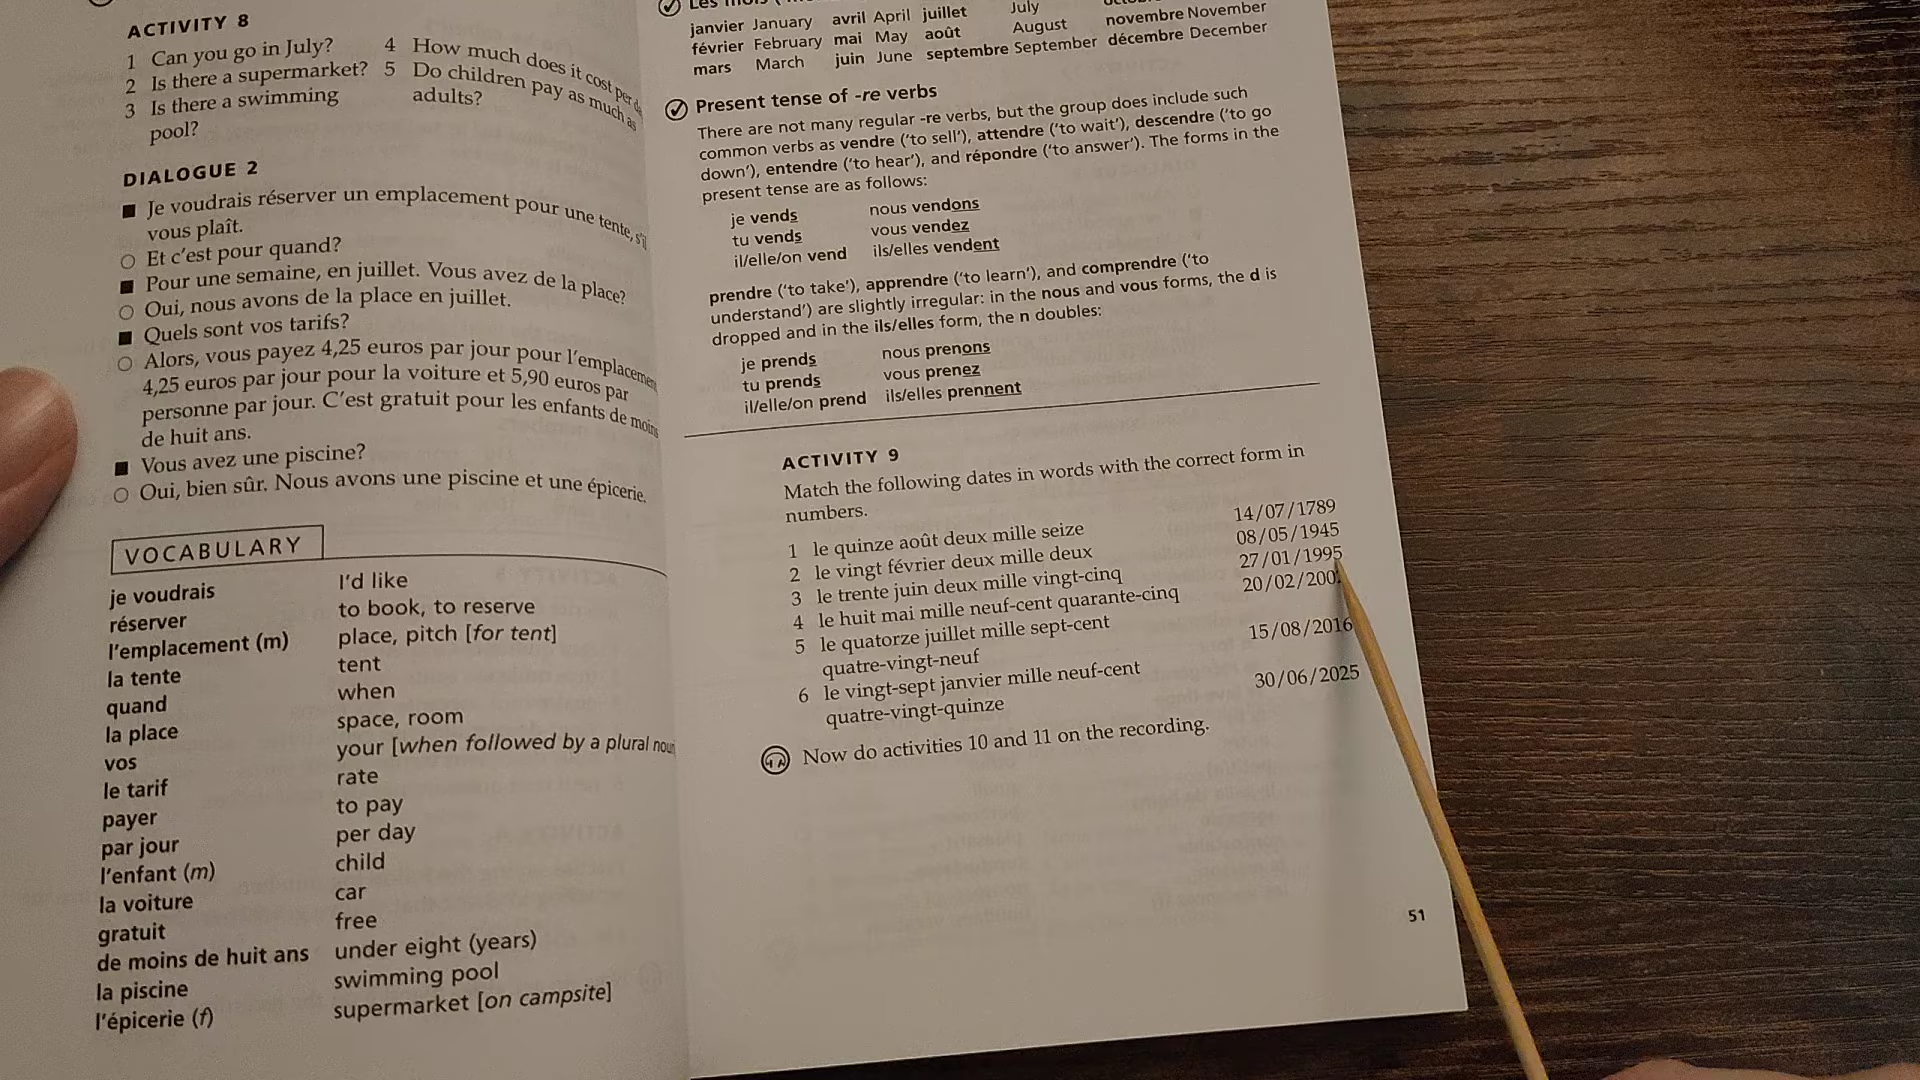 ACTIVITY 8
1 Can you go in July?
2 Is there a supermarket?
3 Is there a swimming
pool?
4 How much does it cost per
5 Do children pay as much as
adults?
DIALOGUE 2
■ Je voudrais réserver un emplacement pour une tente, s'il
vous plaît.
○ Et c'est pour quand?
■ Pour une semaine, en juillet. Vous avez de la place?
○ Oui, nous avons de la place en juillet.
■ Quels sont vos tarifs?
○ Alors, vous payez 4,25 euros par jour pour l'emplacement
4,25 euros par jour pour la voiture et 5,90 euros par
personne par jour. C'est gratuit pour les enfants de moins
de huit ans.
■ Vous avez une piscine?
○ Oui, bien sûr. Nous avons une piscine et une épicerie.
VOCABULARY
je voudrais I'd like
réserver to book, to reserve
l'emplacement (m) place, pitch [for tent]
la tente tent
quand when
la place space, room
vos your [when followed by a plural noun
le tarif rate
payer to pay
par jour per day
l'enfant (m) child
la voiture car
gratuit free
de moins de huit ans under eight (years)
la piscine swimming pool
l'épicerie (f) supermarket [on campsite]
janvier January avril April juillet July
février February mai May août August novembre November
mars March juin June septembre September décembre December
Present tense of -re verbs
There are not many regular -re verbs, but the group does include such
common verbs as vendre ('to sell'), attendre ('to wait'), descendre ('to go
down'), entendre ('to hear'), and répondre ('to answer'). The forms in the
present tense are as follows:
je vends nous vendons
tu vends vous vendez
il/elle/on vend ils/elles vendent
prendre ('to take'), apprendre ('to learn'), and comprendre ('to
understand') are slightly irregular: in the nous and vous forms, the d is
dropped and in the ils/elles form, the n doubles:
je prends nous prenons
tu prends vous prenez
il/elle/on prend ils/elles prennent
ACTIVITY 9
Match the following dates in words with the correct form in
numbers.
1 le quinze août deux mille seize 14/07/1789
2 le vingt février deux mille deux 08/05/1945
3 le trente juin deux mille vingt-cinq 27/01/1995
4 le huit mai mille neuf-cent quarante-cinq 20/02/200
5 le quatorze juillet mille sept-cent
quatre-vingt-neuf 15/08/2016
6 le vingt-sept janvier mille neuf-cent
quatre-vingt-quinze 30/06/2025
Now do activities 10 and 11 on the recording.
51